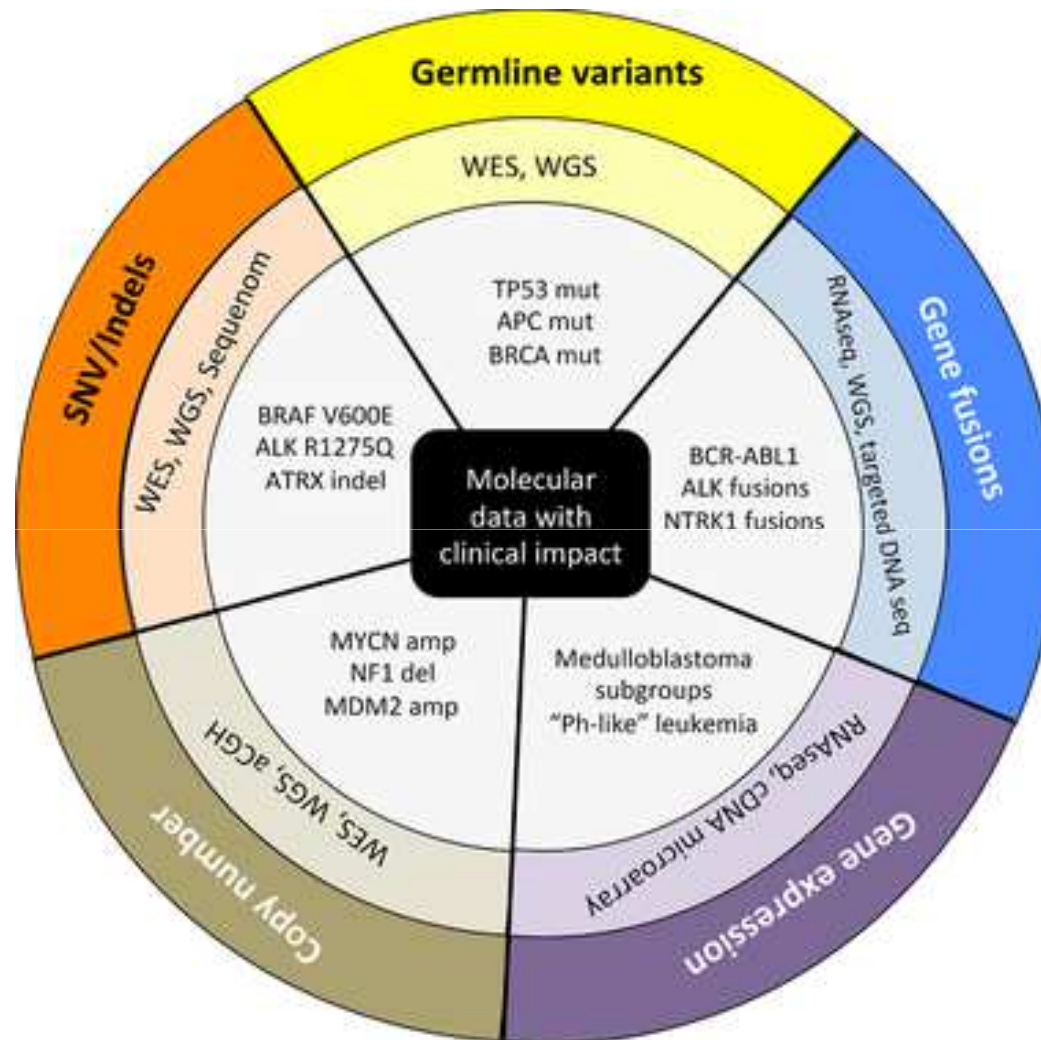 Germline variants
WES, WGS
TP53 mut
APC mut
BRCA mut
Gene fusions
RNAseq, WGS, targeted DNA seq
BCR-ABL1
ALK fusions
NTRK1 fusions
Gene expression
RNAseq, cDNA microarray
Medulloblastoma
subgroups
“Ph-like” leukemia
Copy number
WES, WGS, aCGH
MYCN amp
NF1 del
MDM2 amp
SNV/Indels
WES, WGS, Sequenom
BRAF V600E
ALK R1275Q
ATRX indel
Molecular
data with
clinical impact